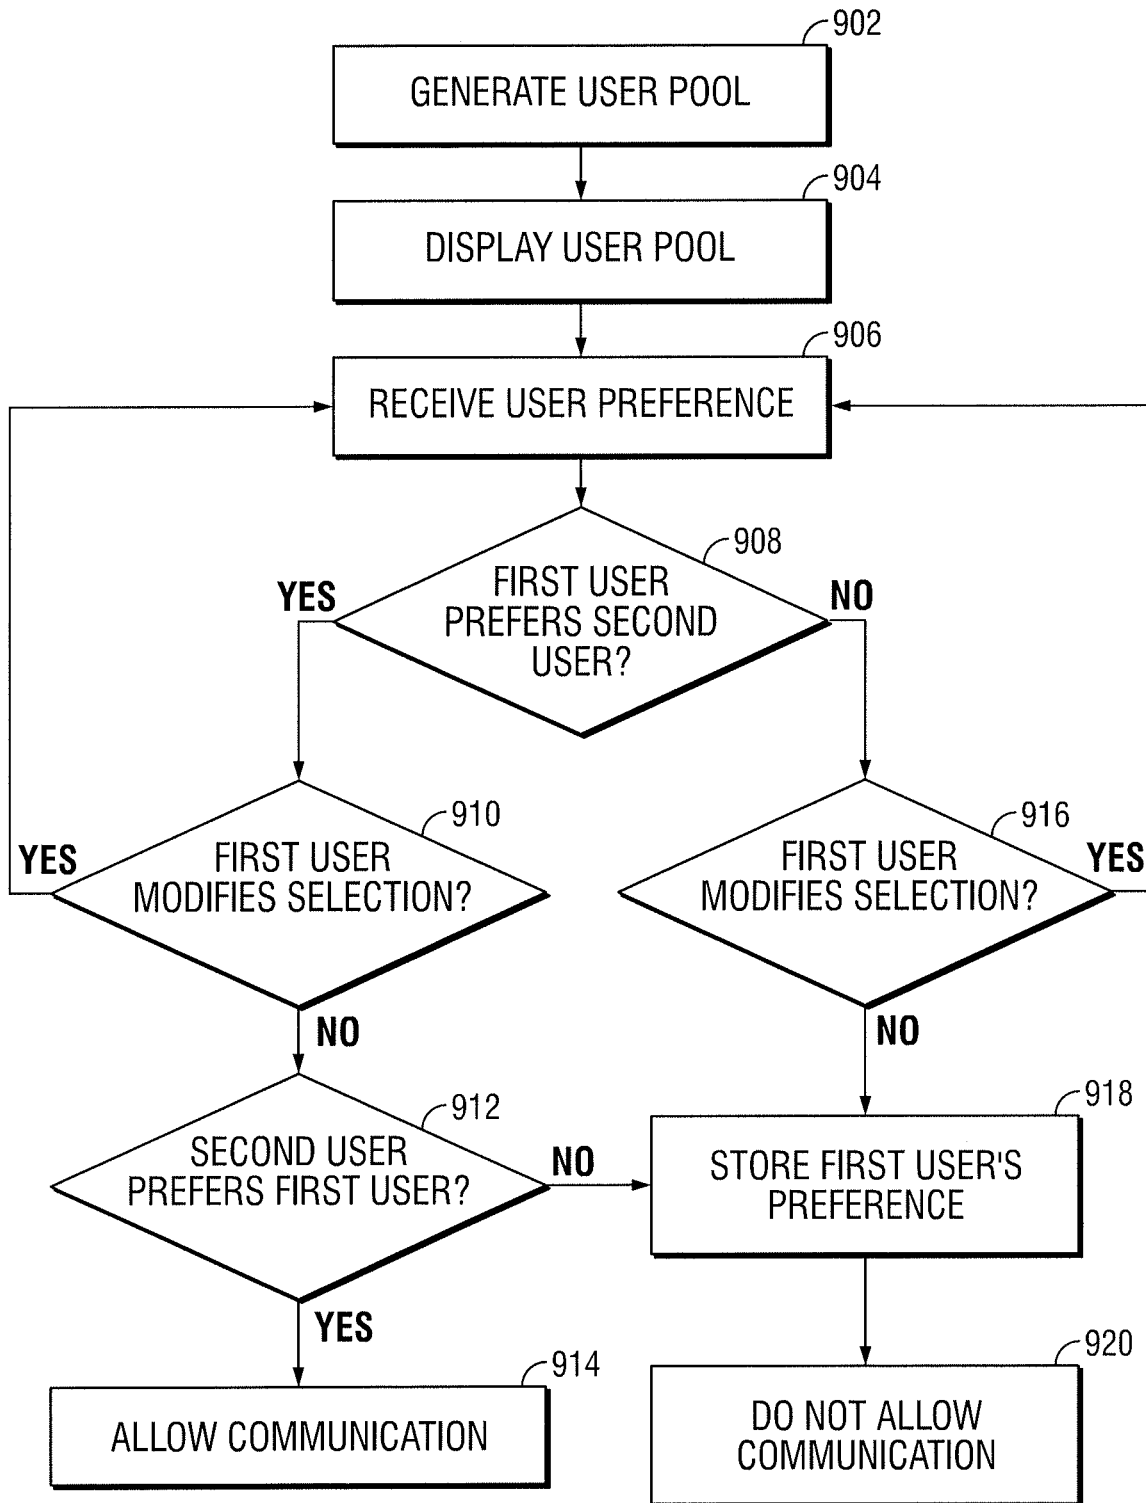 902
GENERATE USER POOL
904
DISPLAY USER POOL
906
RECEIVE USER PREFERENCE
908
FIRST USER
PREFERS SECOND
USER?
YES
NO
910
FIRST USER
MODIFIES SELECTION?
YES
916
FIRST USER
MODIFIES SELECTION?
YES
NO
NO
912
SECOND USER
PREFERS FIRST USER?
NO
918
STORE FIRST USER'S
PREFERENCE
YES
914
ALLOW COMMUNICATION
920
DO NOT ALLOW
COMMUNICATION